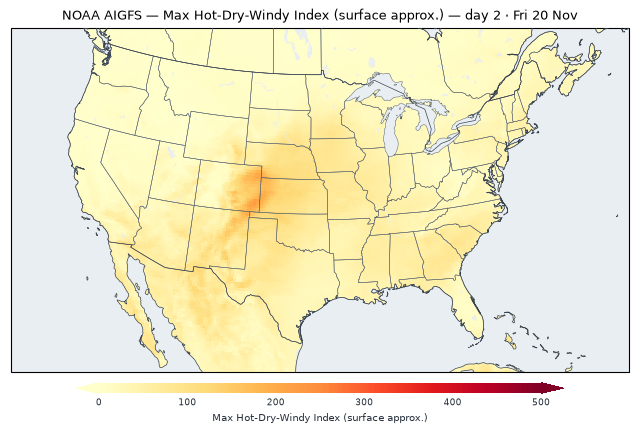 NOAA AIGFS — Max Hot-Dry-Windy Index (surface approx.) — day 2 · Fri 20 Nov
0 100 200 300 400 500
Max Hot-Dry-Windy Index (surface approx.)